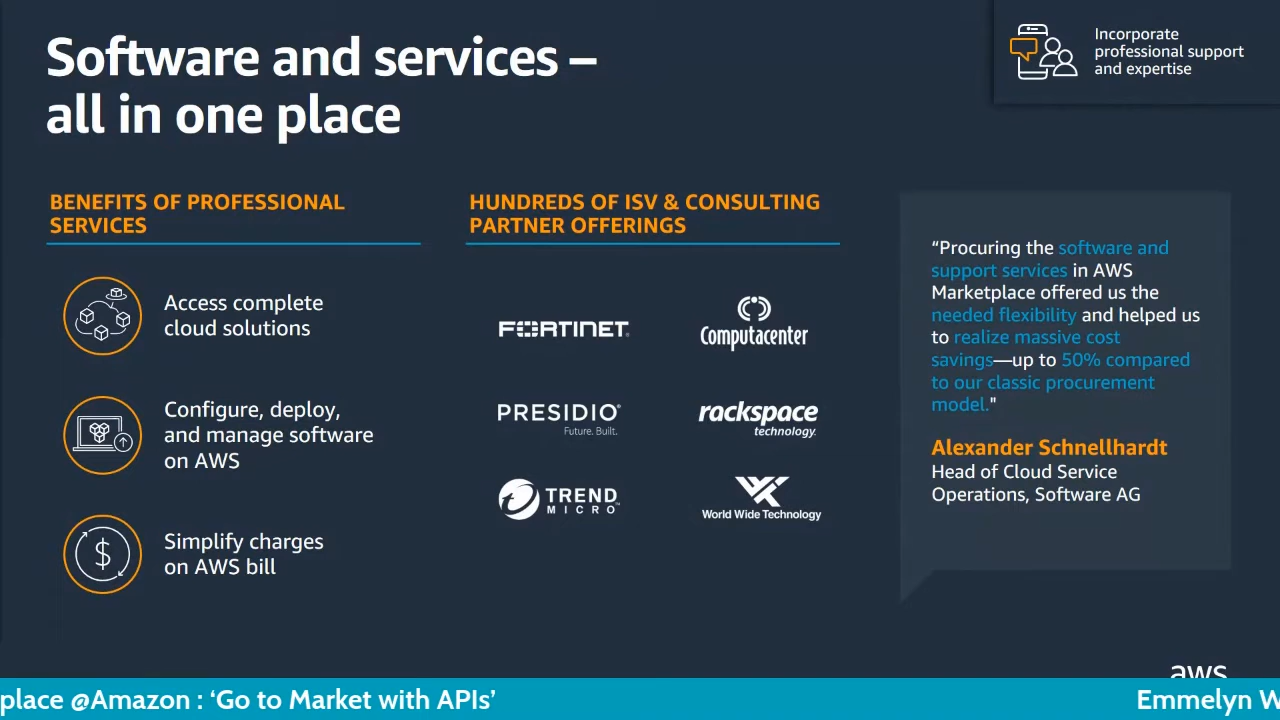 Software and services –
all in one place
Incorporate
professional support
and expertise
BENEFITS OF PROFESSIONAL
SERVICES
Access complete
cloud solutions
Configure, deploy,
and manage software
on AWS
Simplify charges
on AWS bill
HUNDREDS OF ISV & CONSULTING
PARTNER OFFERINGS
FORTINET
Computacenter
PRESIDIO®
Future. Built.
rackspace
technology.
TREND
MICRO™
World Wide Technology
“Procuring the software and
support services in AWS
Marketplace offered us the
needed flexibility and helped us
to realize massive cost
savings—up to 50% compared
to our classic procurement
model."
Alexander Schnellhardt
Head of Cloud Service
Operations, Software AG
aws
place @Amazon : ‘Go to Market with APIs’
Emmelyn W